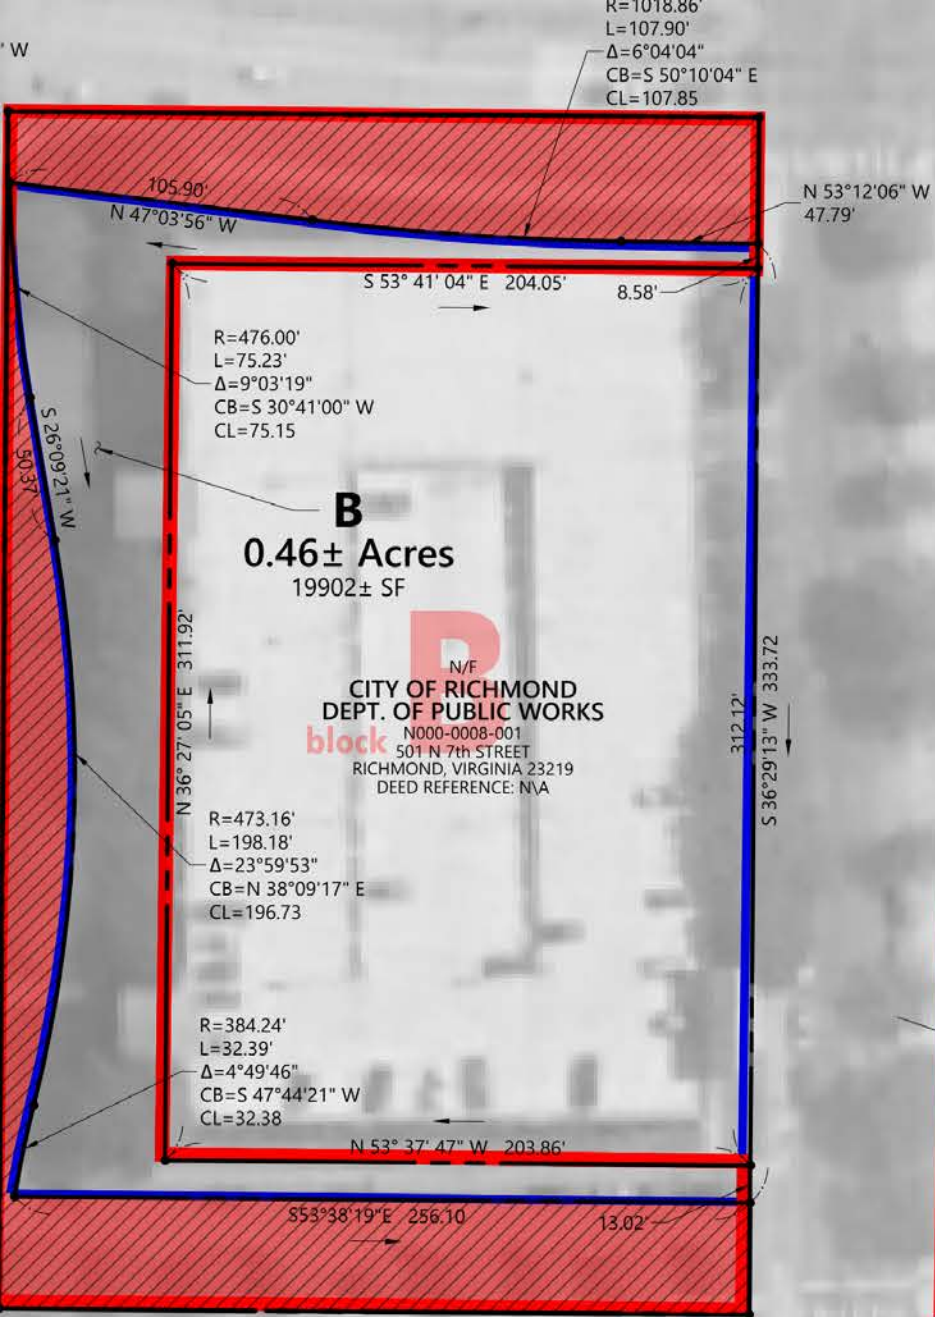 ' W
R=1018.86'
L=107.90'
Δ=6°04'04"
CB=S 50°10'04" E
CL=107.85
N 53°12'06" W
47.79'
105.90'
N 47°03'56" W
S 53° 41' 04" E 204.05'
8.58'
R=476.00'
L=75.23'
Δ=9°03'19"
CB=S 30°41'00" W
CL=75.15
S 26°09'21" W
50.37'
B
0.46± Acres
19902± SF
N 36° 27' 05" E 311.92'
B
block
N/F
CITY OF RICHMOND
DEPT. OF PUBLIC WORKS
N000-0008-001
501 N 7th STREET
RICHMOND, VIRGINIA 23219
DEED REFERENCE: N\A
312.12'
S 36°29'13" W 333.72
R=473.16'
L=198.18'
Δ=23°59'53"
CB=N 38°09'17" E
CL=196.73
R=384.24'
L=32.39'
Δ=4°49'46"
CB=S 47°44'21" W
CL=32.38
N 53° 37' 47" W 203.86'
S53°38'19"E 256.10
13.02'